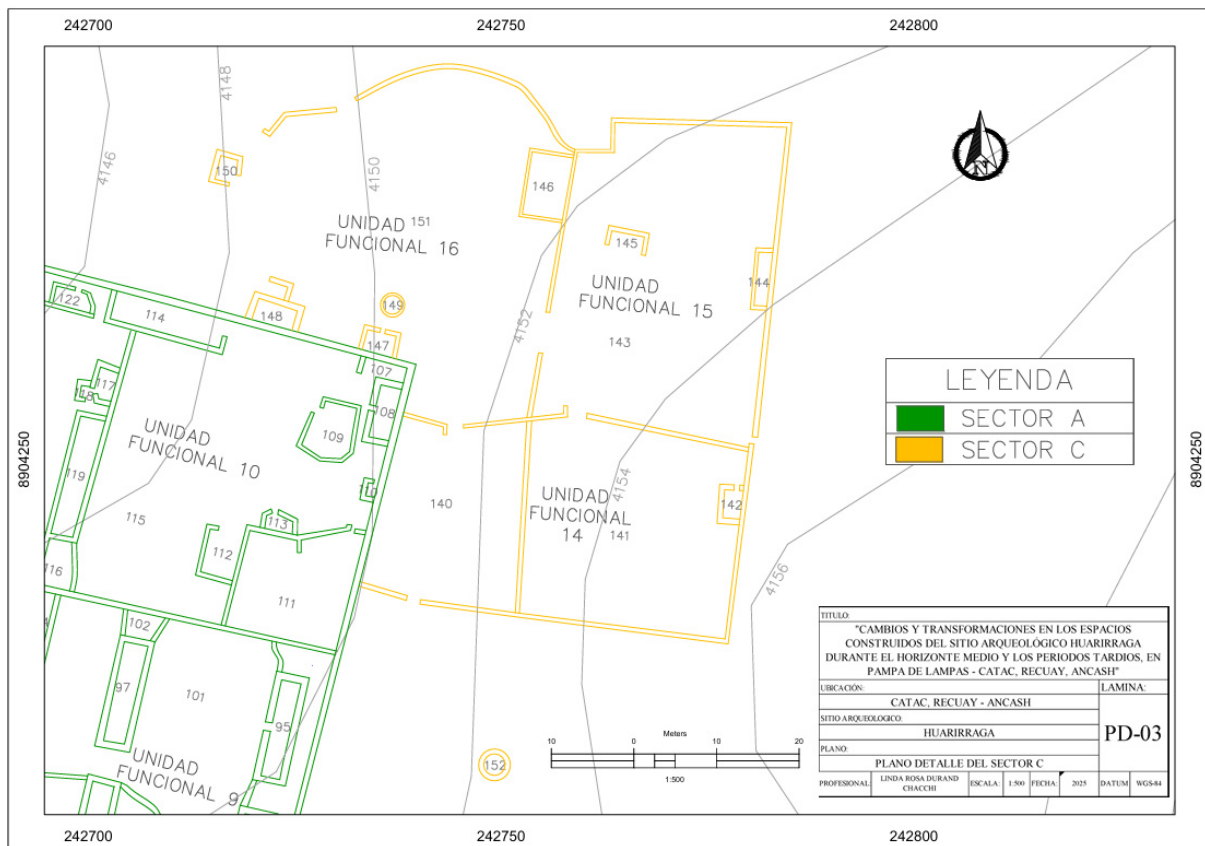 242700
242750
242800
4148
4146
4150
150
146
UNIDAD 151
FUNCIONAL 16
145
N
UNIDAD
FUNCIONAL 15
144
122
114
148
149
147
4152
143
107
117
118
108
109
LEYENDA
SECTOR A
SECTOR C
UNIDAD
FUNCIONAL 10
8904250
8904250
119
110
140
4154
UNIDAD
FUNCIONAL
14 141
142
115
113
112
116
111
4156
102
101
97
95
UNIDAD
FUNCIONAL 9
152
Meters
10 0 10 20
1:500
TITULO:
"CAMBIOS Y TRANSFORMACIONES EN LOS ESPACIOS
CONSTRUIDOS DEL SITIO ARQUEOLÓGICO HUARIRRAGA
DURANTE EL HORIZONTE MEDIO Y LOS PERIODOS TARDIOS, EN
PAMPA DE LAMPAS - CATAC, RECUAY, ANCASH"
UBICACIÓN:
CATAC, RECUAY - ANCASH
LAMINA:
PD-03
SITIO ARQUEOLOGICO:
HUARIRRAGA
PLANO:
PLANO DETALLE DEL SECTOR C
PROFESIONAL: LINDA ROSA DURAND CHACCHI ESCALA: 1:500 FECHA: 2025 DATUM WGS-84
242700
242750
242800